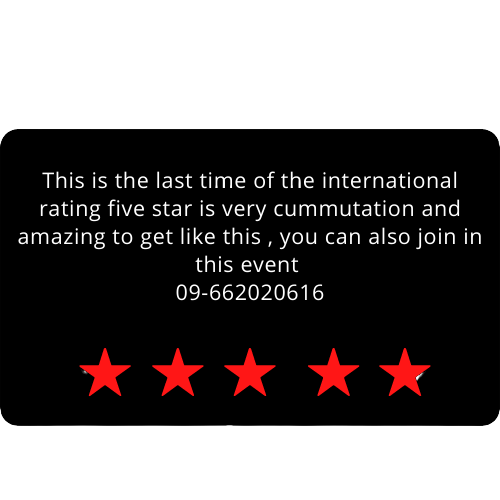 This is the last time of the international
rating five star is very cummutation and
amazing to get like this , you can also join in
this event
09-662020616